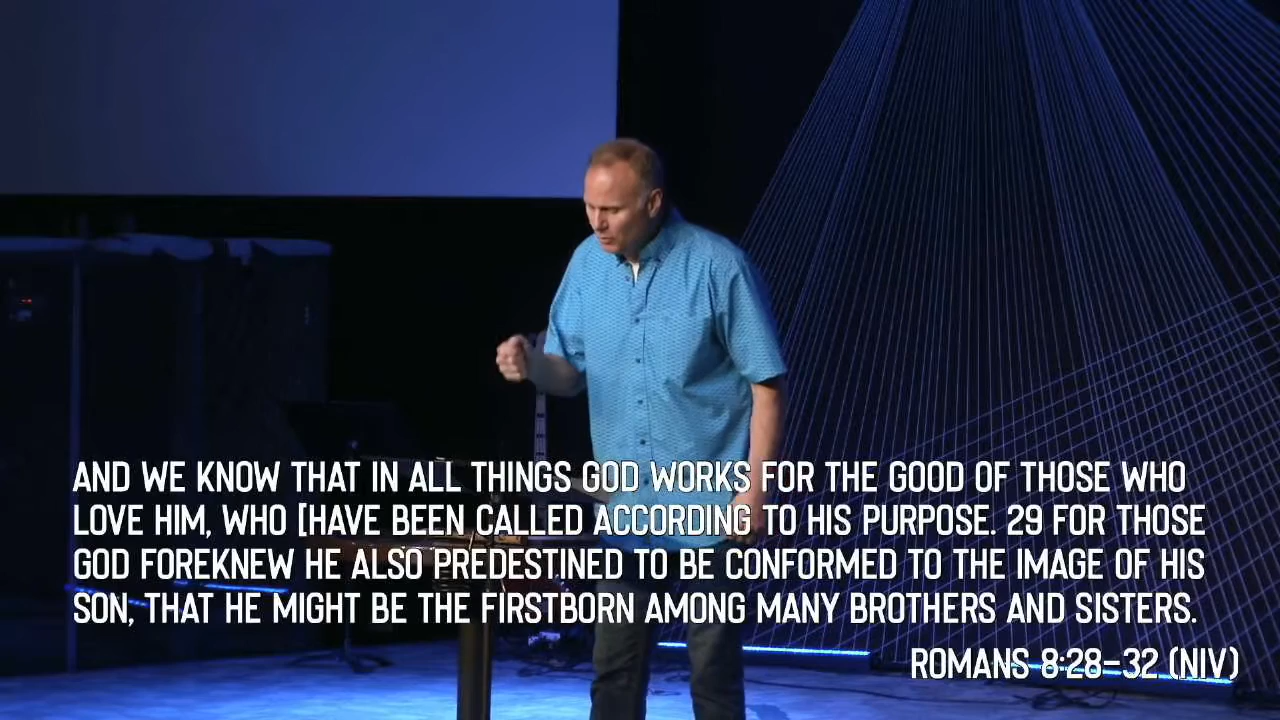 AND WE KNOW THAT IN ALL THINGS GOD WORKS FOR THE GOOD OF THOSE WHO
LOVE HIM, WHO [HAVE BEEN CALLED ACCORDING TO HIS PURPOSE. 29 FOR THOSE
GOD FOREKNEW HE ALSO PREDESTINED TO BE CONFORMED TO THE IMAGE OF HIS
SON, THAT HE MIGHT BE THE FIRSTBORN AMONG MANY BROTHERS AND SISTERS.
ROMANS 8:28-32 (NIV)